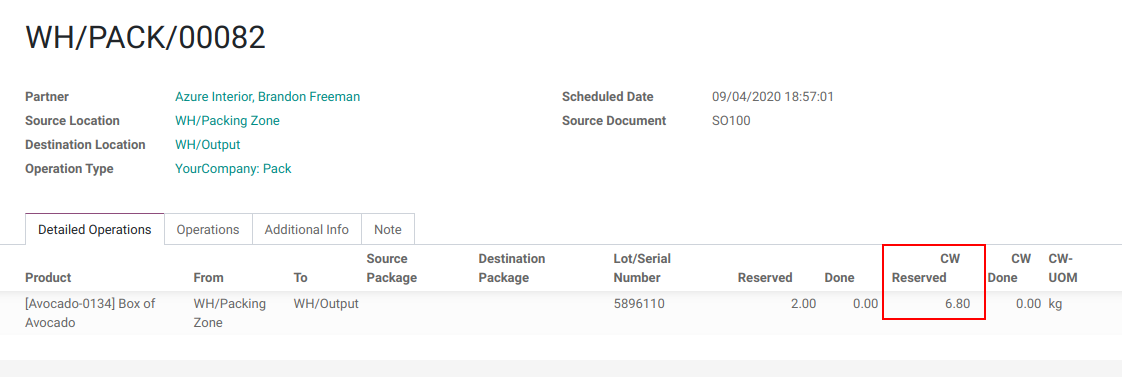 WH/PACK/00082
Partner Azure Interior, Brandon Freeman Scheduled Date 09/04/2020 18:57:01
Source Location WH/Packing Zone Source Document SO100
Destination Location WH/Output
Operation Type YourCompany: Pack
Detailed Operations Operations Additional Info Note
Source Destination Lot/Serial CW CW CW-
Product From To Package Package Number Reserved Done Reserved Done UOM
[Avocado-0134] Box of WH/Packing WH/Output 5896110 2.00 0.00 6.80 0.00 kg
Avocado Zone